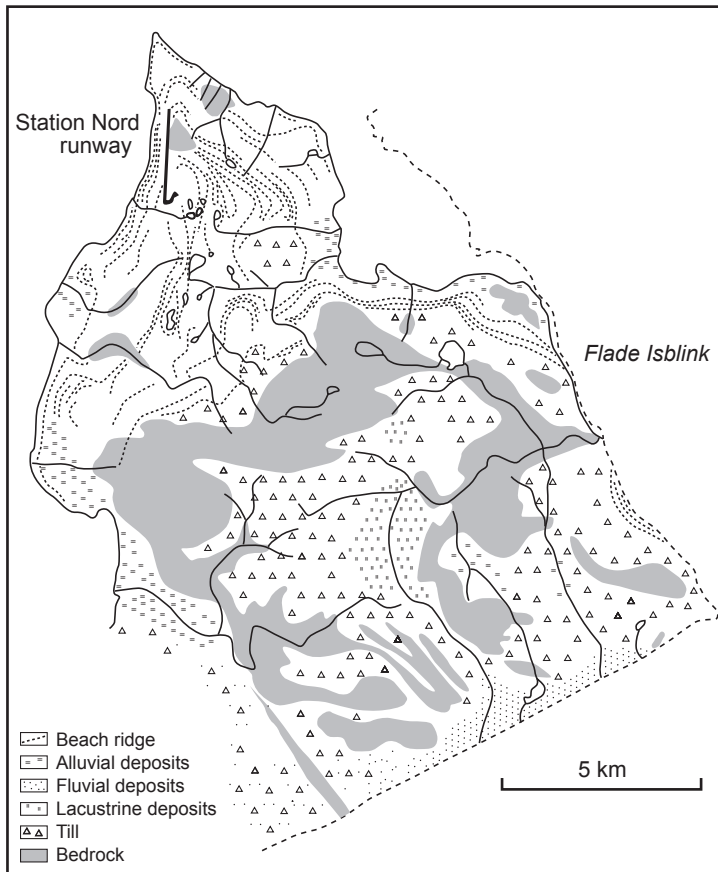 Station Nord
runway
Flade Isblink
Beach ridge
Alluvial deposits
Fluvial deposits
Lacustrine deposits
Till
Bedrock
5 km